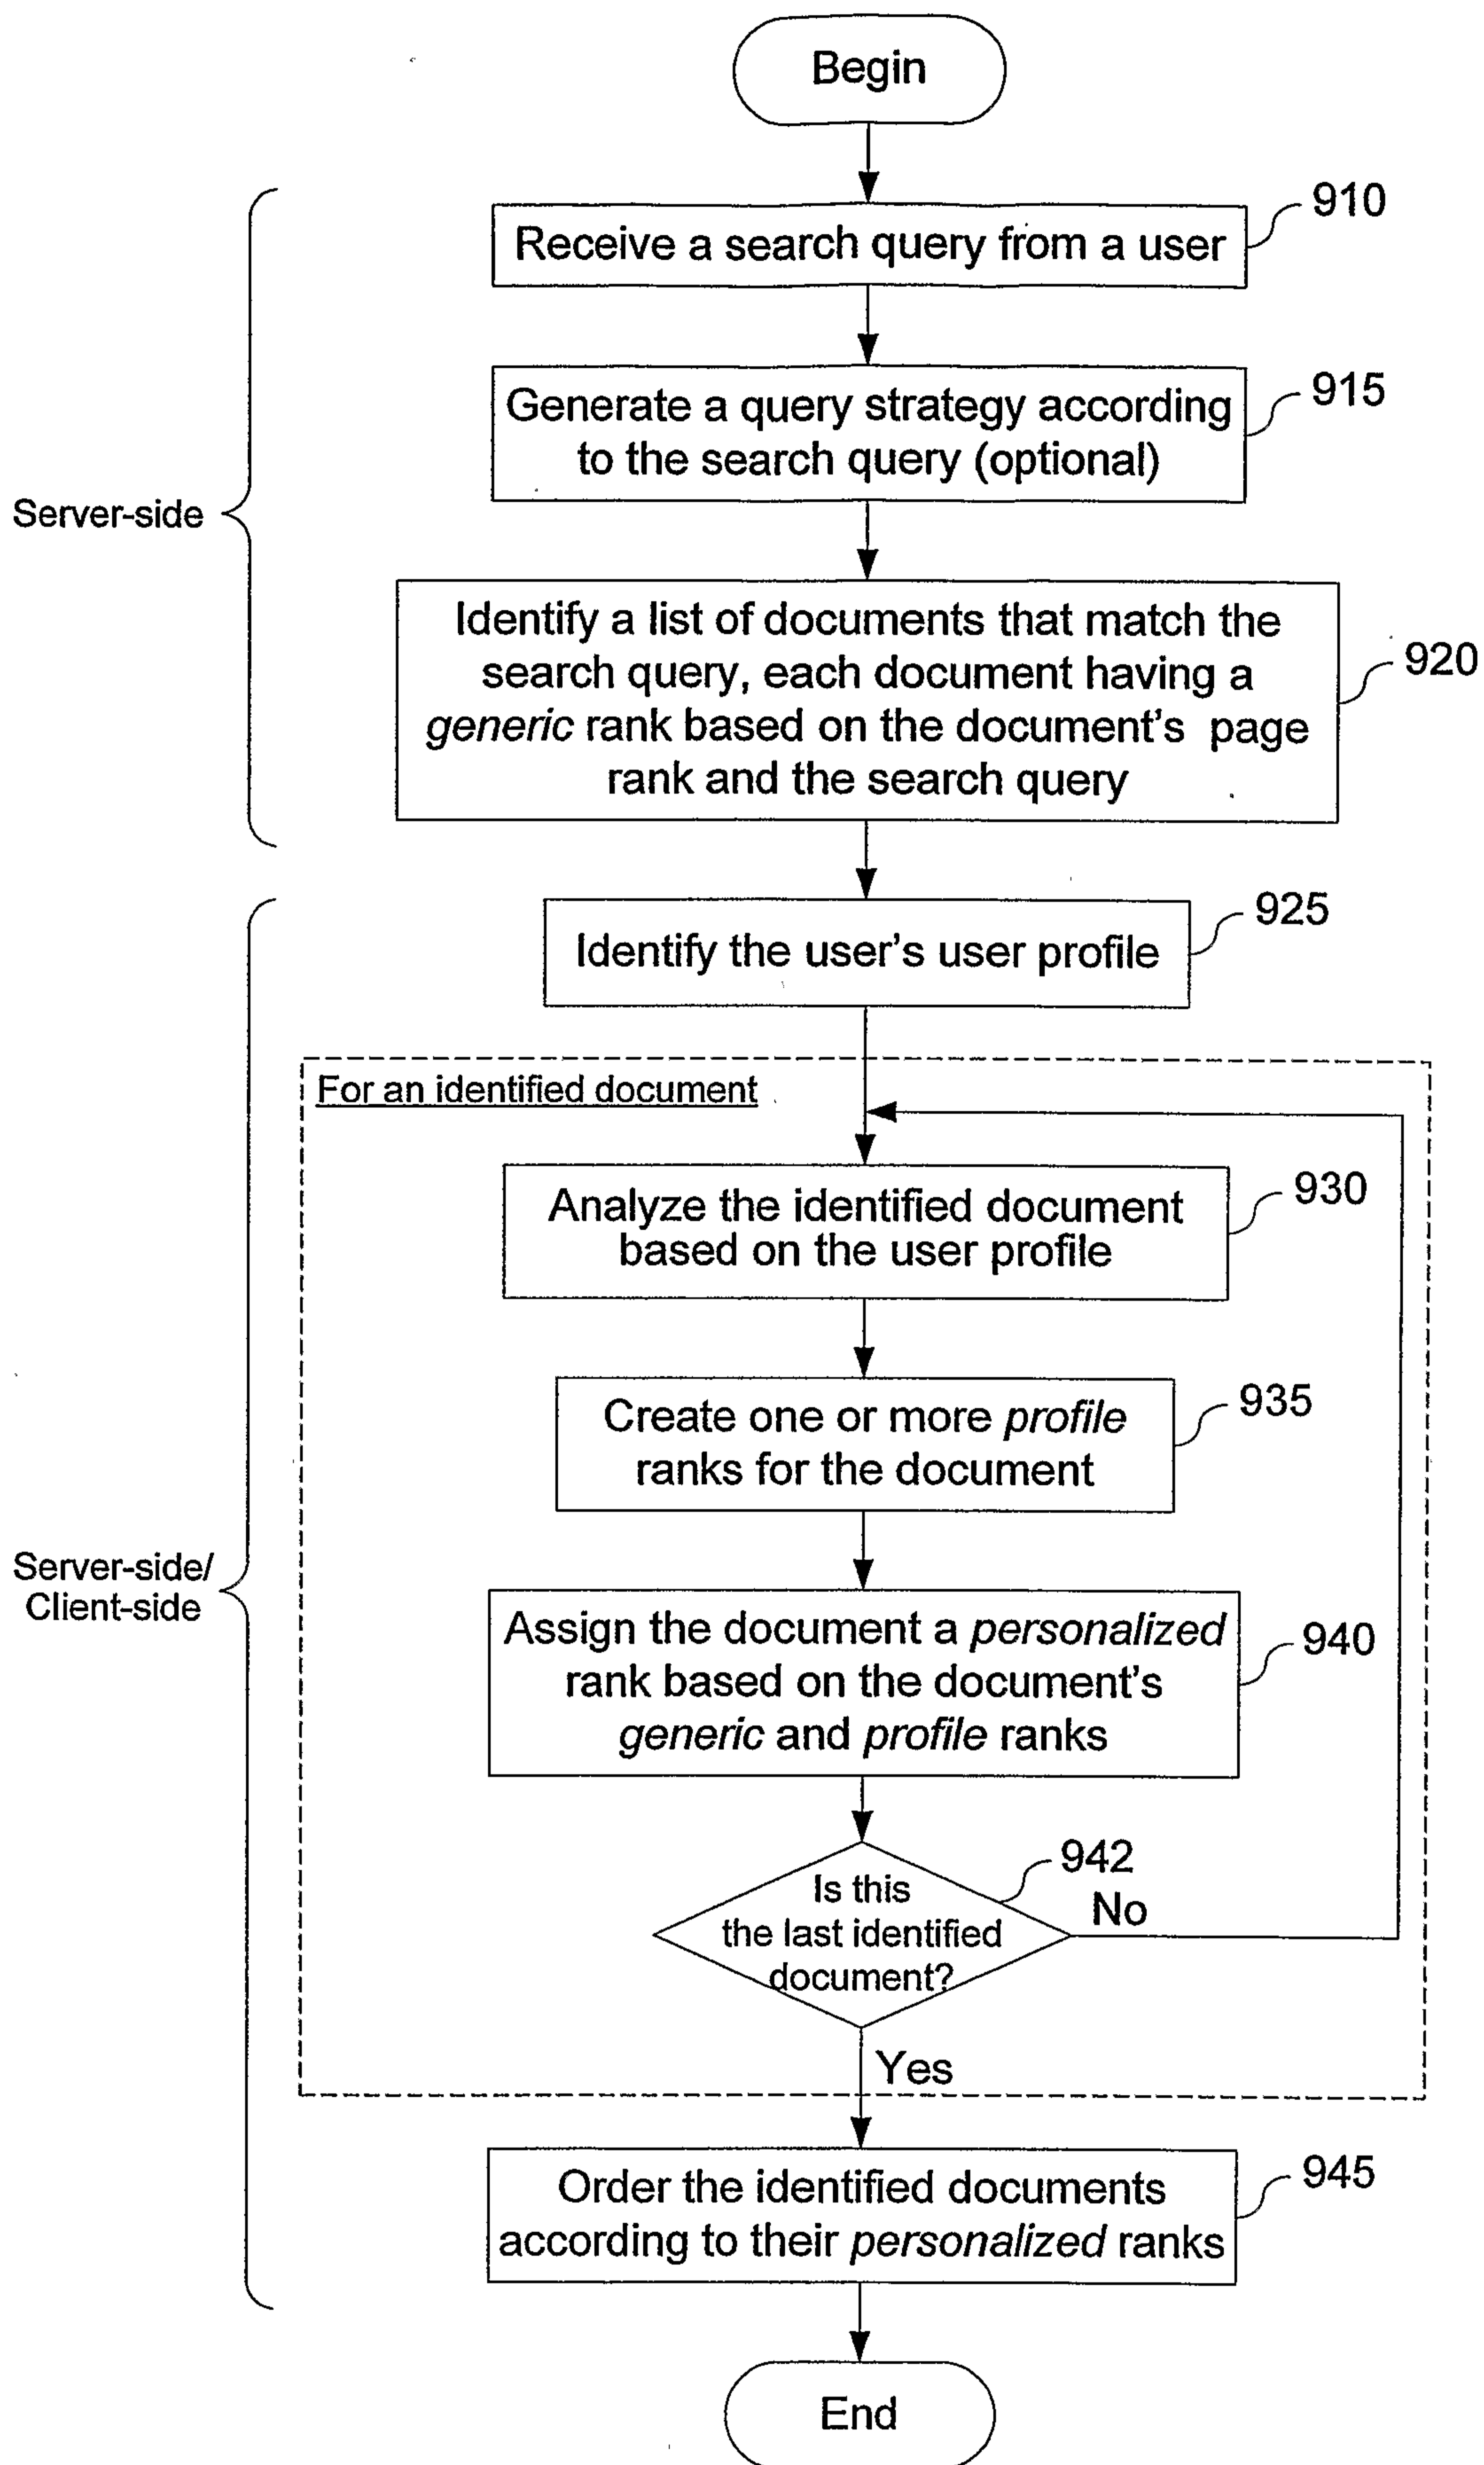 Begin
910
Receive a search query from a user
915
Generate a query strategy according
to the search query (optional)
Server-side
Identify a list of documents that match the
search query, each document having a
generic rank based on the document's page
rank and the search query
920
925
Identify the user's user profile
For an identified document
Analyze the identified document
based on the user profile
930
Create one or more profile
ranks for the document
935
Server-side/
Client-side
Assign the document a personalized
rank based on the document's
generic and profile ranks
940
942
Is this
the last identified
document?
No
Yes
Order the identified documents
according to their personalized ranks
945
End